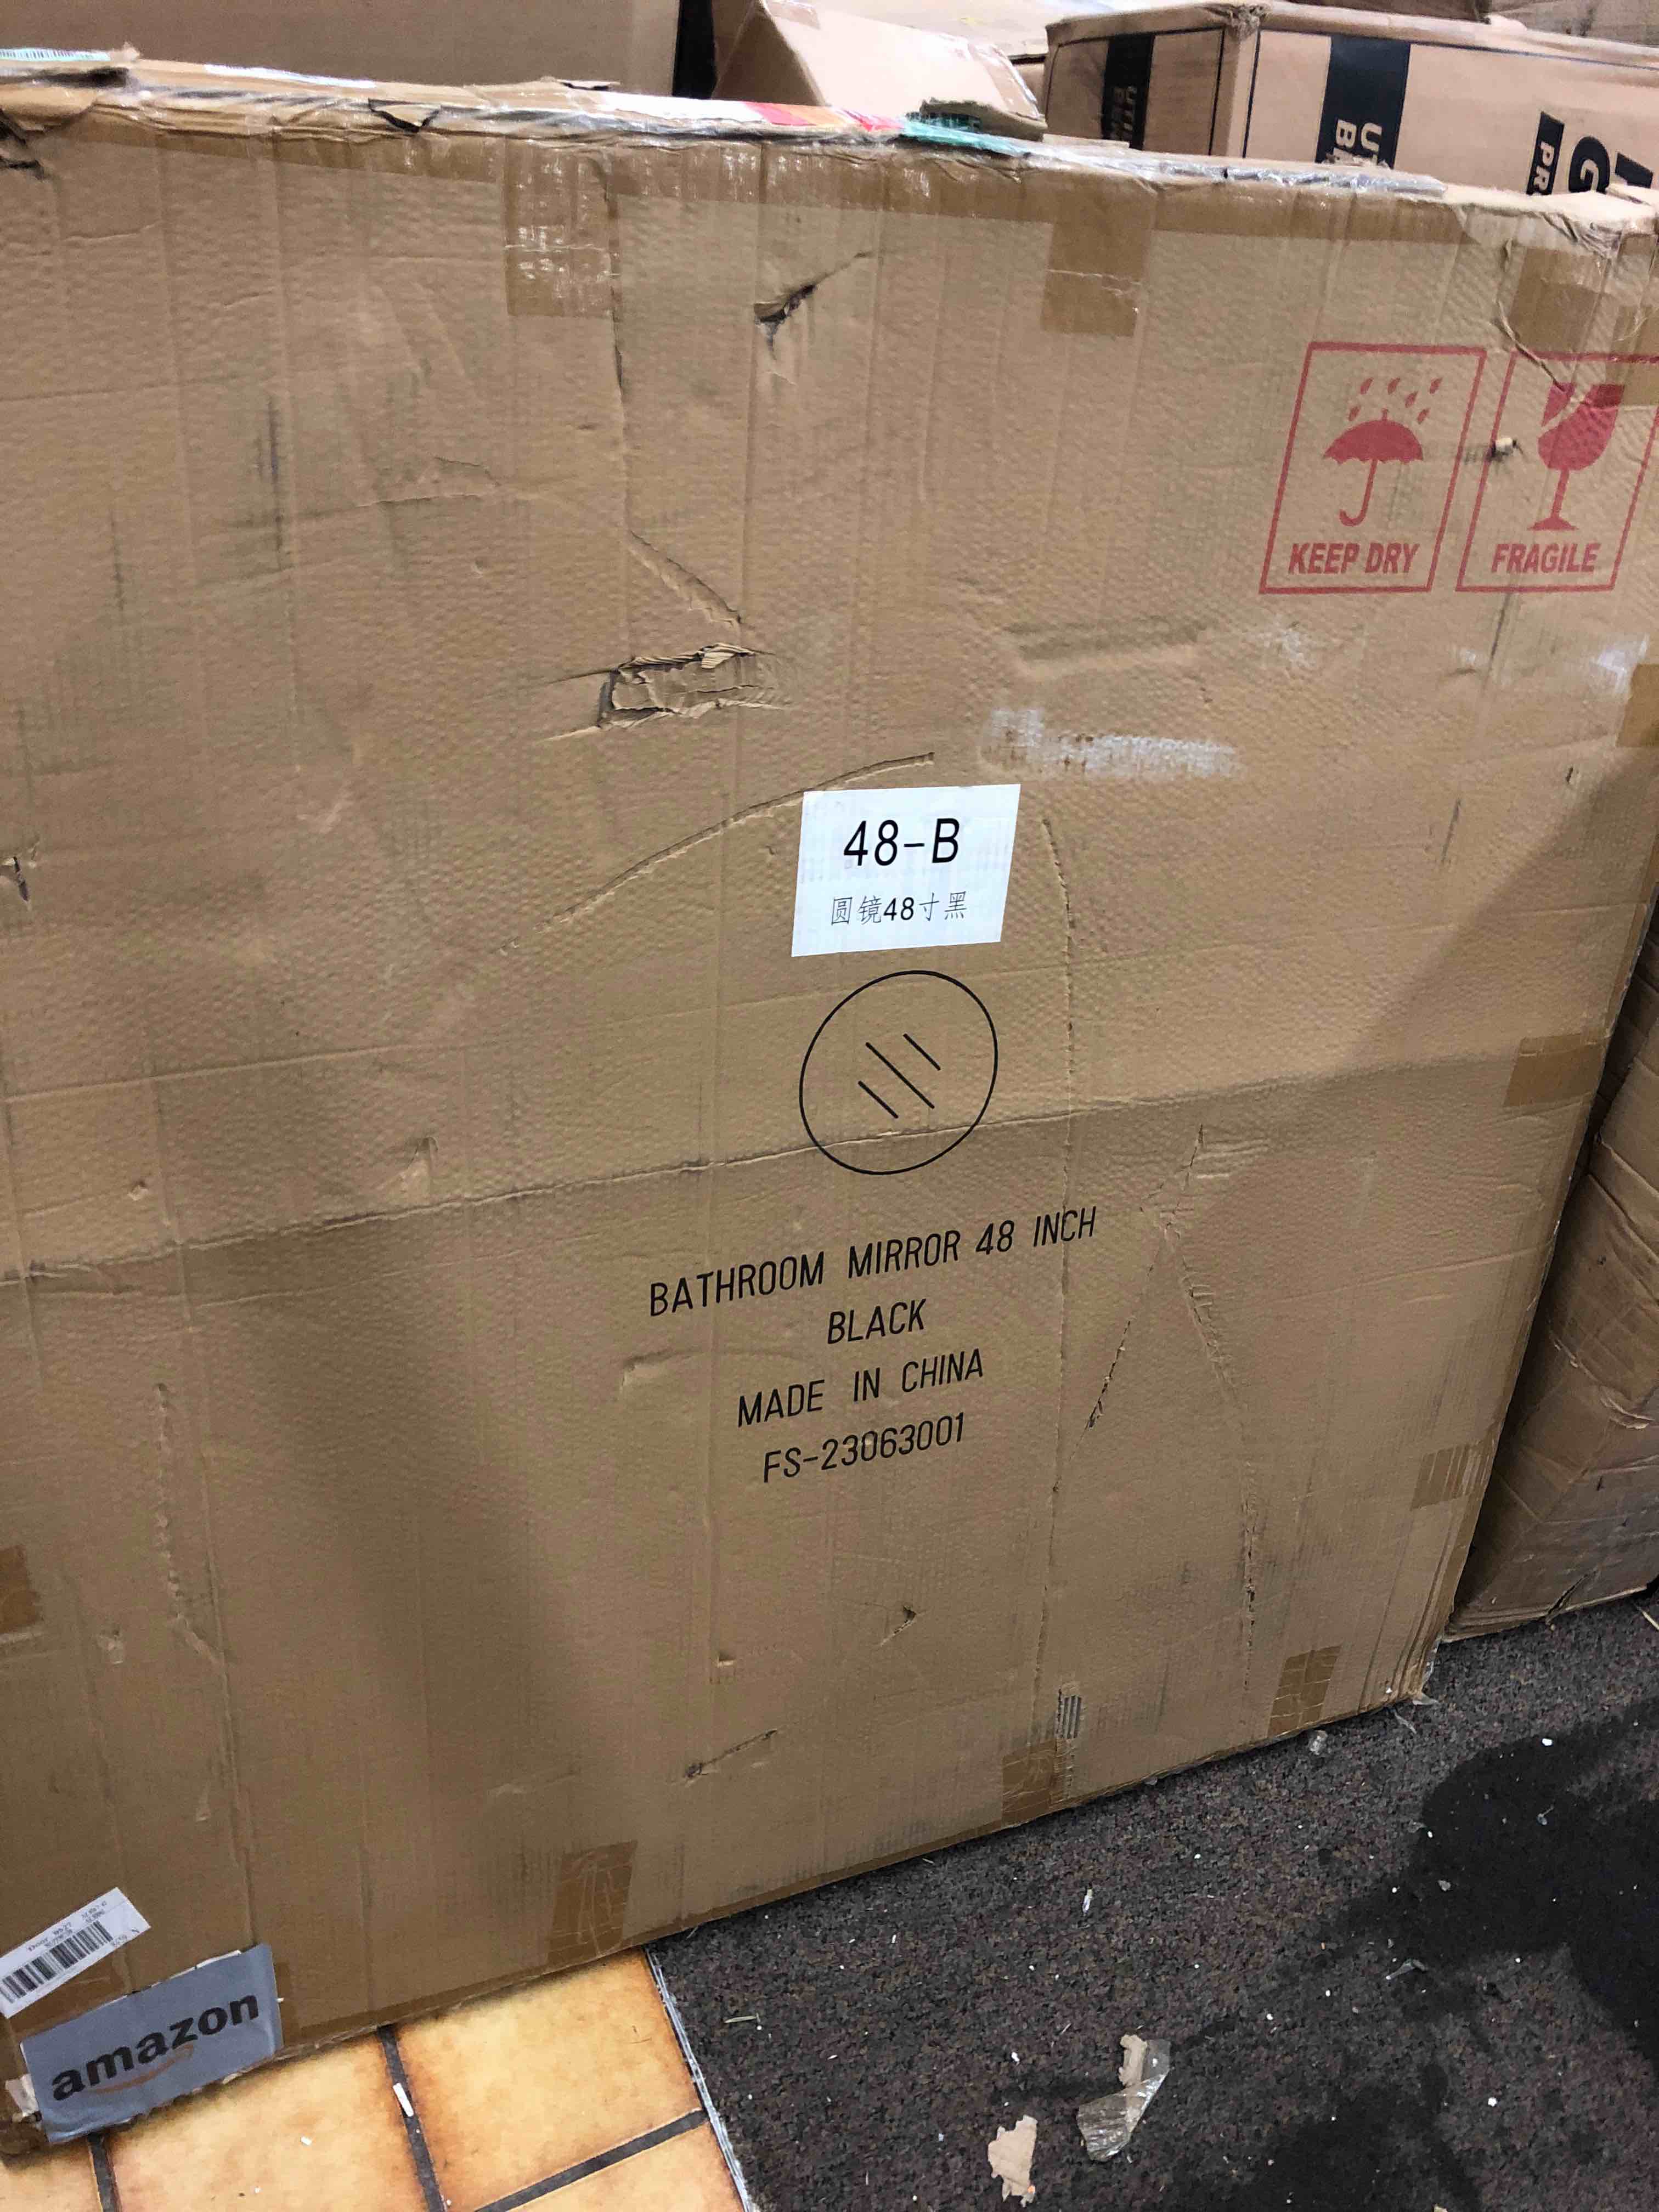 KEEP DRY
FRAGILE
48-B
圆镜48寸黑
BATHROOM MIRROR 48 INCH
BLACK
MADE IN CHINA
FS-23063001
amazon